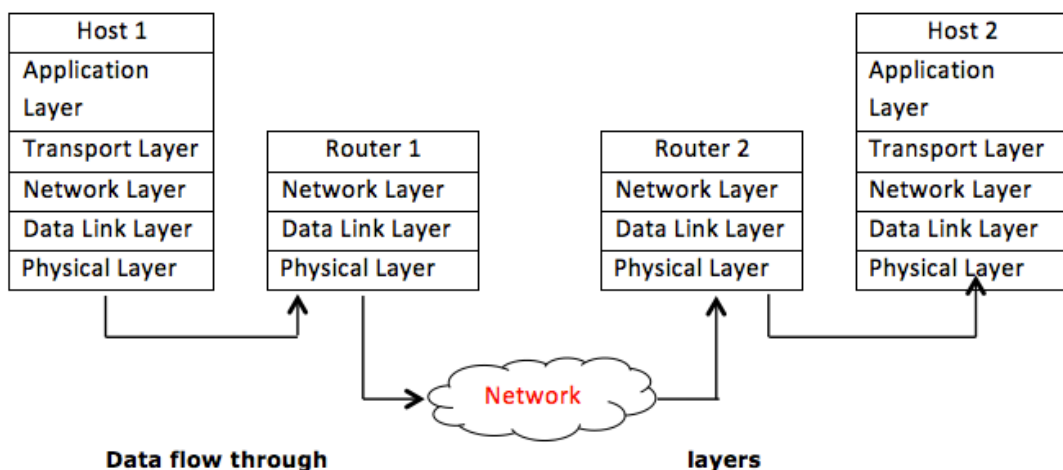 Host 1
Application
Layer
Transport Layer
Network Layer
Data Link Layer
Physical Layer
Router 1
Network Layer
Data Link Layer
Physical Layer
Router 2
Network Layer
Data Link Layer
Physical Layer
Host 2
Application
Layer
Transport Layer
Network Layer
Data Link Layer
Physical Layer
Network
Data flow through layers